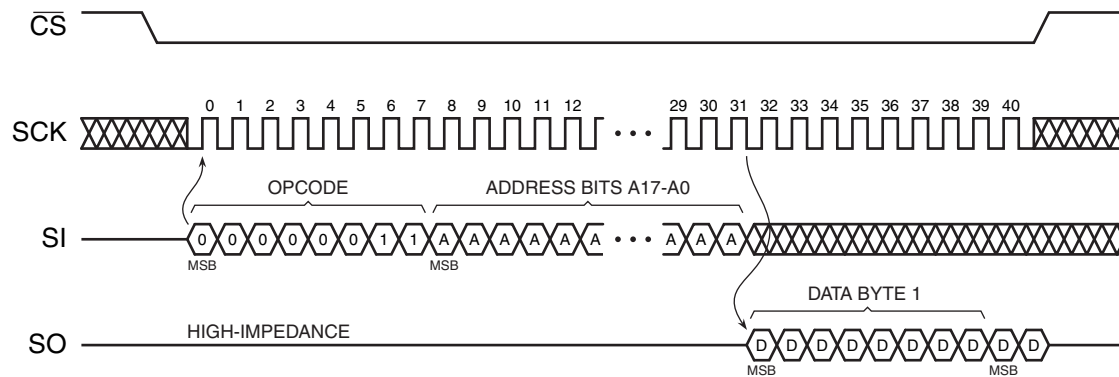 CS
0 1 2 3 4 5 6 7 8 9 10 11 12 29 30 31 32 33 34 35 36 37 38 39 40
SCK
OPCODE ADDRESS BITS A17-A0
SI 0 0 0 0 0 0 1 1 A A A A A A A A A
MSB MSB
DATA BYTE 1
HIGH-IMPEDANCE
SO D D D D D D D D D D
MSB MSB